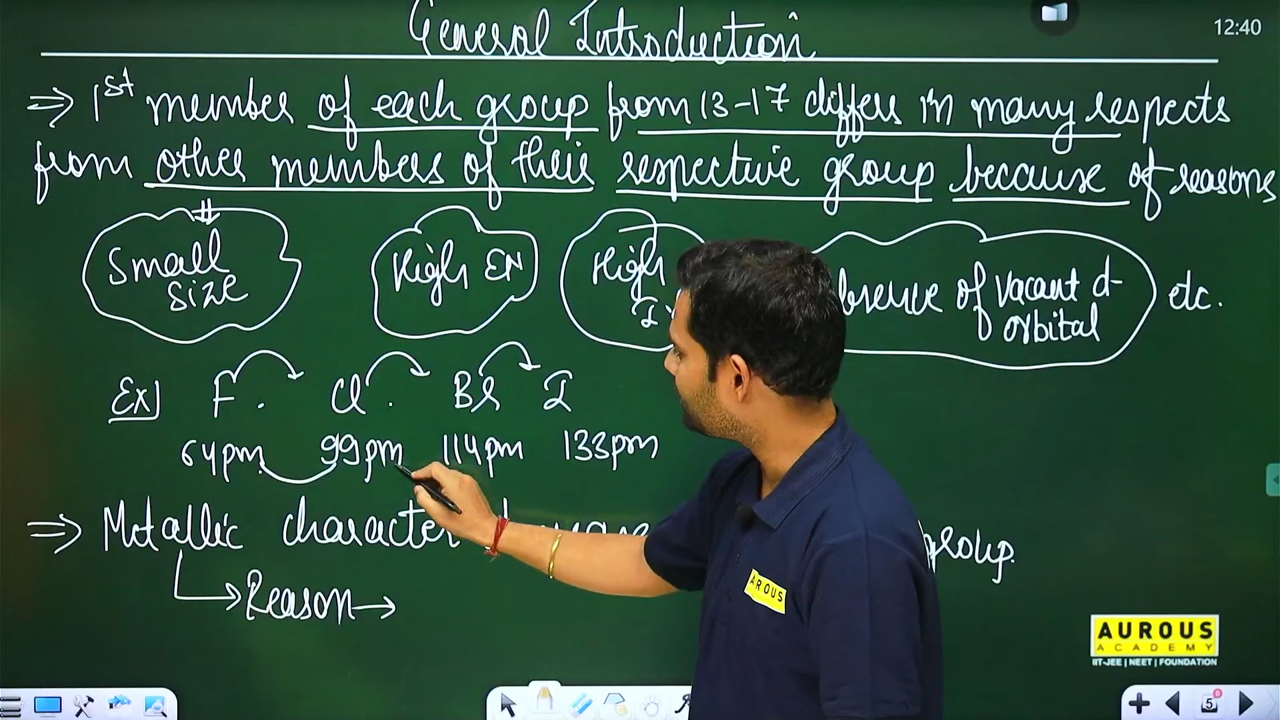 General Introduction
12:40
⇒ 1st member of each group from 13-17 differs in many respects
from other members of their respective group because of reasons
Small Size
High EN
High
of vacant d-orbital
etc.
Ex] F. Cl. Br I
64pm 99pm 114pm 133pm
⇒ Metallic character group.
Reason→
AROUS
AUROUS
ACADEMY
IIT-JEE | NEET | FOUNDATION
5